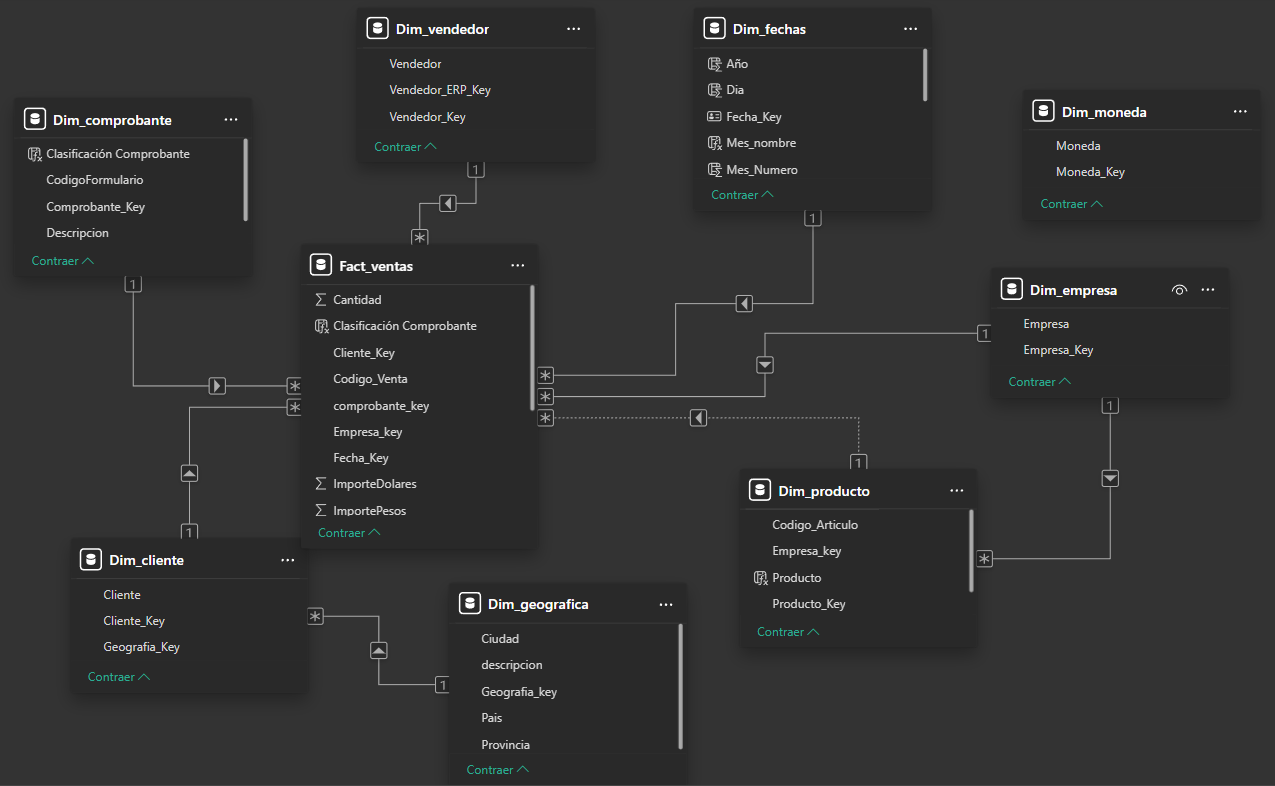 Dim_vendedor
Vendedor
Vendedor_ERP_Key
Vendedor_Key
Contraer
Dim_fechas
Año
Dia
Fecha_Key
Mes_nombre
Mes_Numero
Contraer
Dim_moneda
Moneda
Moneda_Key
Contraer
Dim_comprobante
Clasificación Comprobante
CodigoFormulario
Comprobante_Key
Descripcion
Contraer
Fact_ventas
Cantidad
Clasificación Comprobante
Cliente_Key
Codigo_Venta
comprobante_key
Empresa_key
Fecha_Key
ImporteDolares
ImportePesos
Contraer
Dim_empresa
Empresa
Empresa_Key
Contraer
Dim_producto
Codigo_Articulo
Empresa_key
Producto
Producto_Key
Contraer
Dim_cliente
Cliente
Cliente_Key
Geografia_Key
Contraer
Dim_geografica
Ciudad
descripcion
Geografia_key
Pais
Provincia
Contraer
1
*
1
*
1
*
1
*
1
*
1
*
1
*
1
*